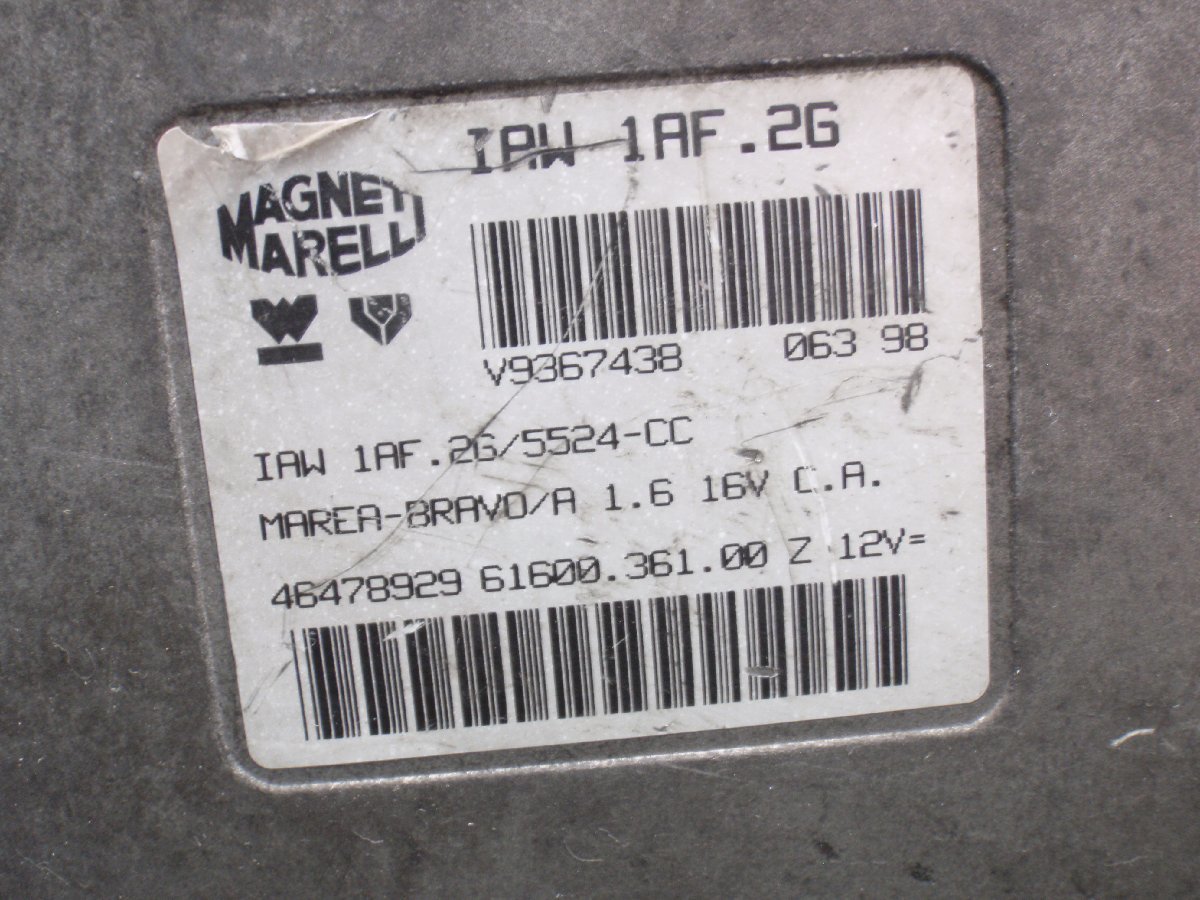 IAW 1AF.2G
MAGNETI
MARELLI
V9367438 063 98
IAW 1AF.2G/5524-CC
MAREA-BRAVO/A 1.6 16V C.A.
46478929 61600.361.00 Z 12V=